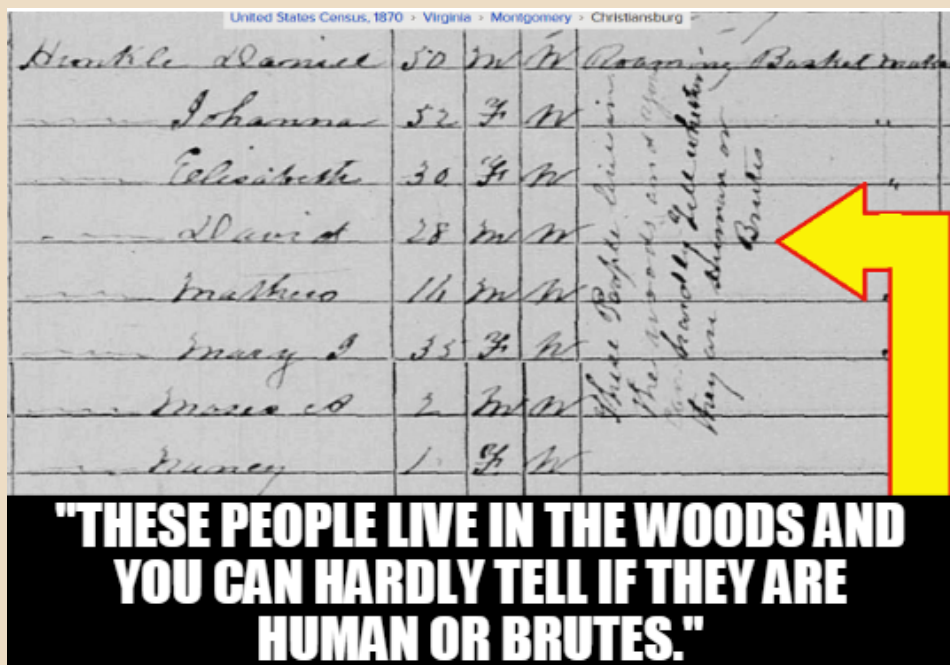 United States Census, 1870 › Virginia › Montgomery › Christiansburg
Hunkle Daniel 50 M W Roaming Basket maker
Johanna 52 F W "
Elisabeth 30 F W "
David 28 M W
Mathew 14 M W
Mary J 35 F W
Moses A 2 M W
Nancy 1 F W
These People live in
the woods and you
can hardly Tell whether
they are Human or
Brutes
"THESE PEOPLE LIVE IN THE WOODS AND
YOU CAN HARDLY TELL IF THEY ARE
HUMAN OR BRUTES."